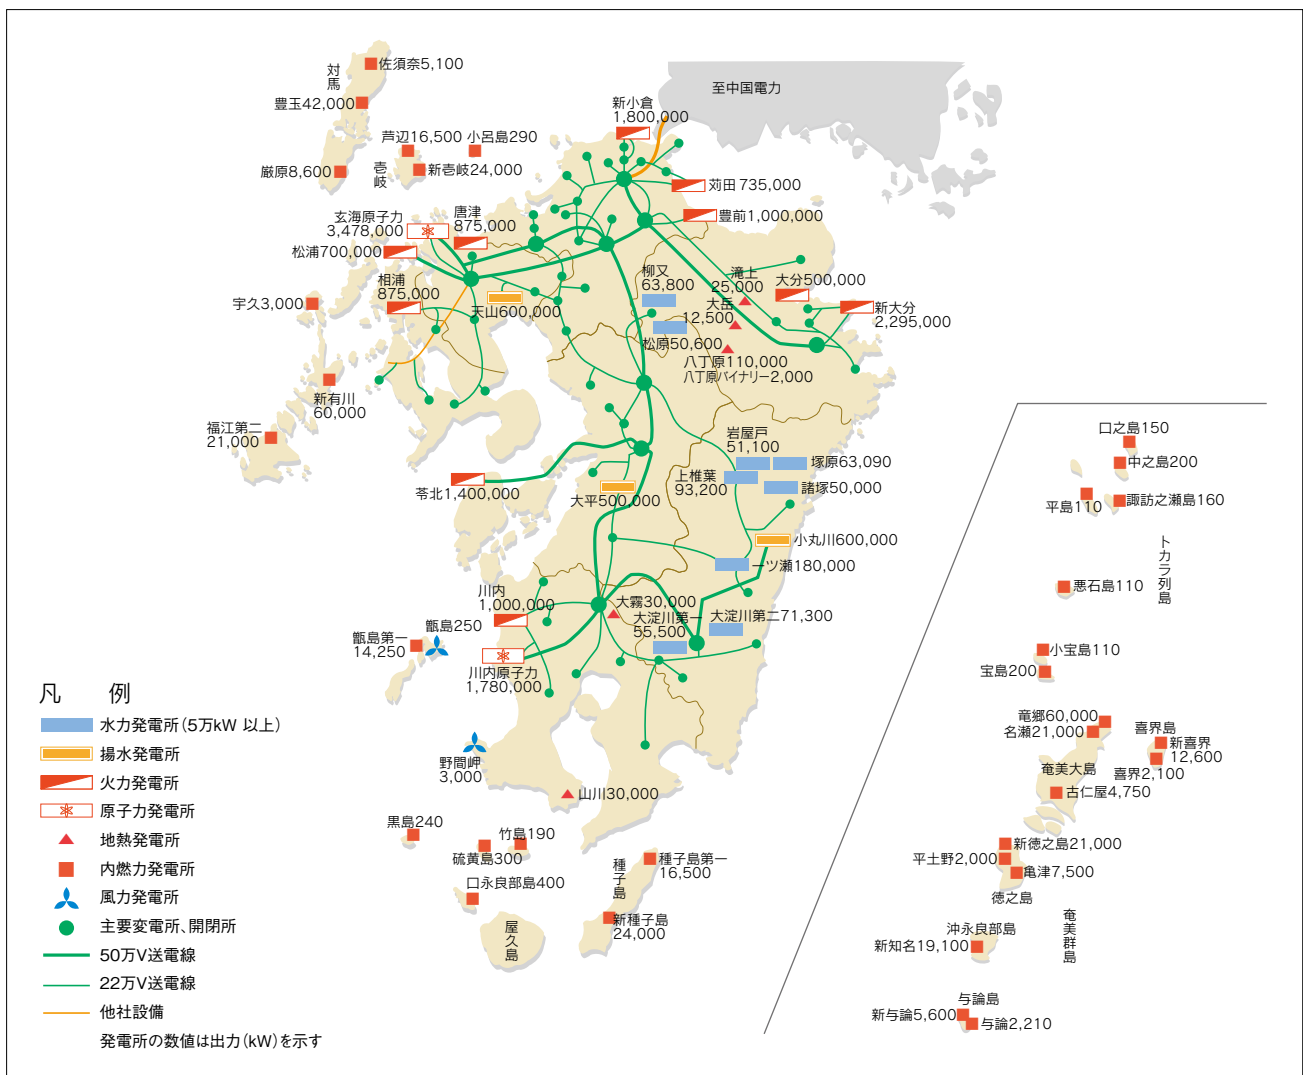 対馬
佐須奈5,100
豊玉42,000
厳原8,600
芦辺16,500
小呂島290
壱岐
新壱岐24,000
至中国電力
新小倉
1,800,000
苅田 735,000
豊前1,000,000
玄海原子力
3,478,000
唐津
875,000
松浦700,000
相浦
875,000
天山600,000
宇久3,000
新有川
60,000
福江第二
21,000
柳又
63,800
松原50,600
滝上
25,000
大岳
12,500
八丁原110,000
八丁原バイナリー2,000
大分500,000
新大分
2,295,000
岩屋戸
51,100
塚原63,090
上椎葉
93,200
諸塚50,000
苓北1,400,000
大平500,000
小丸川600,000
一ツ瀬180,000
川内
1,000,000
大霧30,000
大淀川第一
55,500
大淀川第二71,300
川内原子力
1,780,000
甑島250
甑島第一
14,250
野間岬
3,000
山川30,000
黒島240
硫黄島300
竹島190
口永良部島400
屋久島
種子島
種子島第一
16,500
新種子島
24,000
口之島150
中之島200
平島110
諏訪之瀬島160
トカラ列島
悪石島110
小宝島110
宝島200
竜郷60,000
名瀬21,000
喜界島
新喜界
12,600
喜界2,100
奄美大島
古仁屋4,750
新徳之島21,000
平土野2,000
亀津7,500
徳之島
奄美群島
沖永良部島
新知名19,100
与論島
新与論5,600
与論2,210
凡　例
水力発電所（5万kW 以上）
揚水発電所
火力発電所
原子力発電所
地熱発電所
内燃力発電所
風力発電所
主要変電所、開閉所
50万V送電線
22万V送電線
他社設備
発電所の数値は出力（kW）を示す